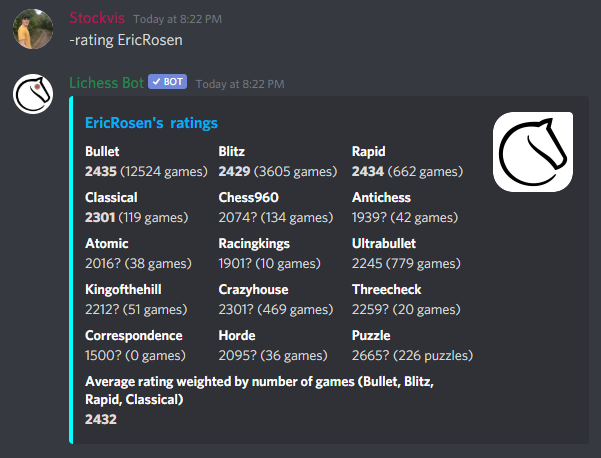 Stockvis Today at 8:22 PM
-rating EricRosen
Lichess Bot BOT Today at 8:22 PM
EricRosen's ratings
Bullet Blitz Rapid
2435 (12524 games) 2429 (3605 games) 2434 (662 games)
Classical Chess960 Antichess
2301 (119 games) 2074? (134 games) 1939? (42 games)
Atomic Racingkings Ultrabullet
2016? (38 games) 1901? (10 games) 2245 (779 games)
Kingofthehill Crazyhouse Threecheck
2212? (51 games) 2301? (469 games) 2259? (20 games)
Correspondence Horde Puzzle
1500? (0 games) 2095? (36 games) 2665? (226 puzzles)
Average rating weighted by number of games (Bullet, Blitz,
Rapid, Classical)
2432